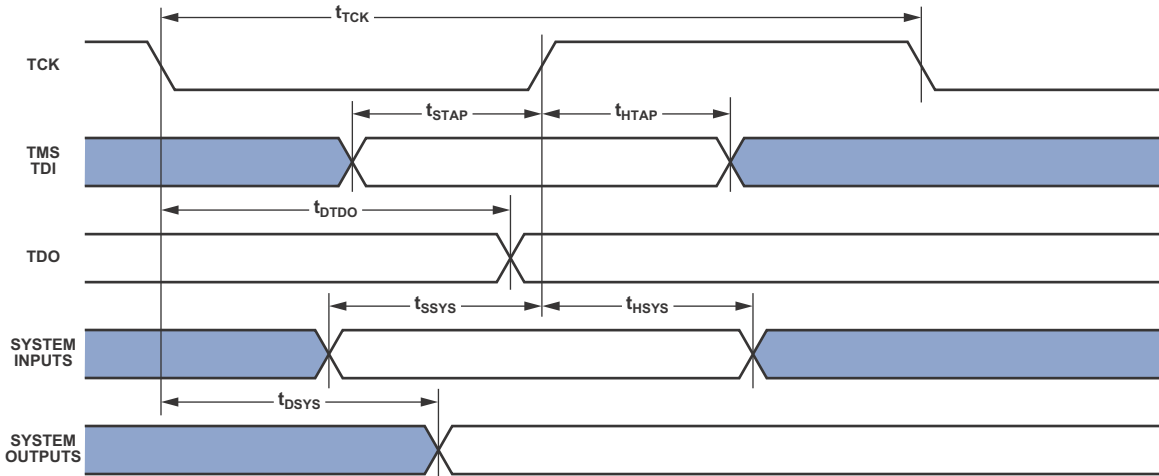 tTCK
TCK
tSTAP
tHTAP
TMS
TDI
tDTDO
TDO
tSSYS
tHSYS
SYSTEM
INPUTS
tDSYS
SYSTEM
OUTPUTS